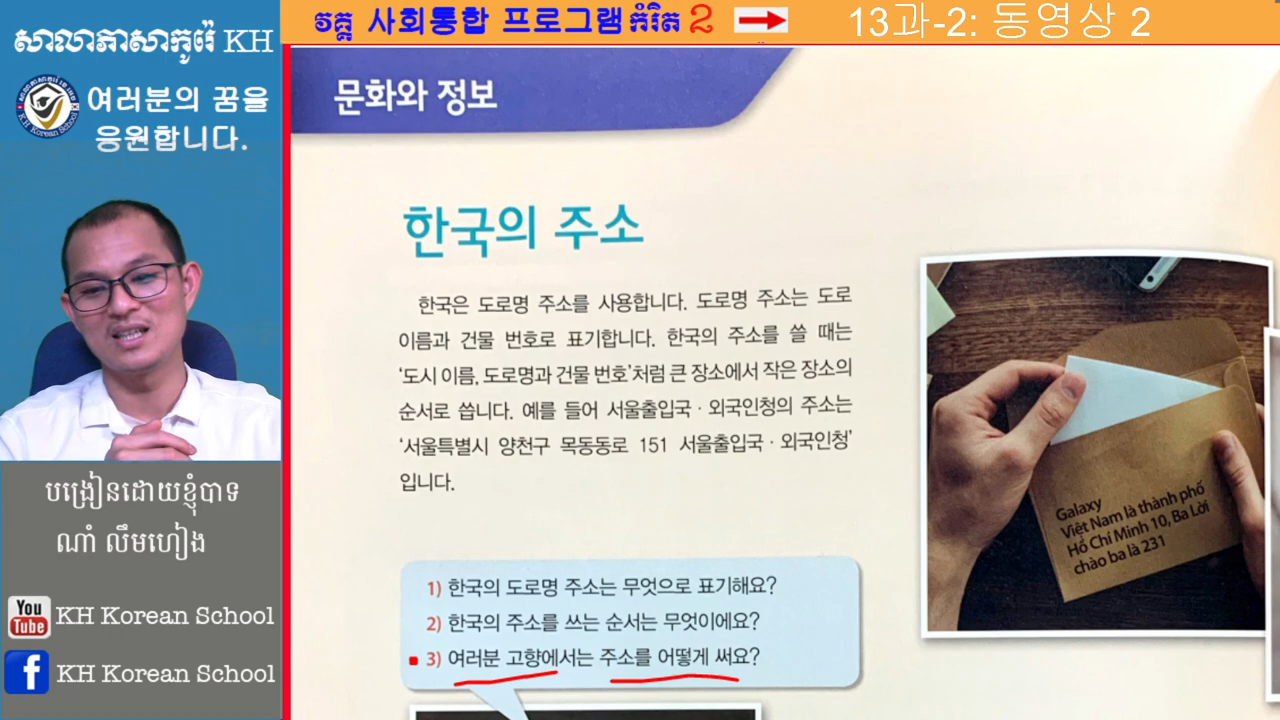 វគ្គ 사회통합 프로그램 កំរិត 2
13과-2: 동영상 2
សាលាភាសាកូរ៉េ KH
여러분의 꿈을
응원합니다.
បង្រៀនដោយខ្ញុំបាទ
ណាំ លឹមហៀង
You
Tube
KH Korean School
f
KH Korean School
문화와 정보
한국의 주소
한국은 도로명 주소를 사용합니다. 도로명 주소는 도로
이름과 건물 번호로 표기합니다. 한국의 주소를 쓸 때는
‘도시 이름, 도로명과 건물 번호’처럼 큰 장소에서 작은 장소의
순서로 씁니다. 예를 들어 서울출입국 · 외국인청의 주소는
‘서울특별시 양천구 목동동로 151 서울출입국 · 외국인청’
입니다.
Galaxy
Việt Nam là thành phố
Hồ Chí Minh 10, Ba Lời
chào ba là 231
1) 한국의 도로명 주소는 무엇으로 표기해요?
2) 한국의 주소를 쓰는 순서는 무엇이에요?
3) 여러분 고향에서는 주소를 어떻게 써요?